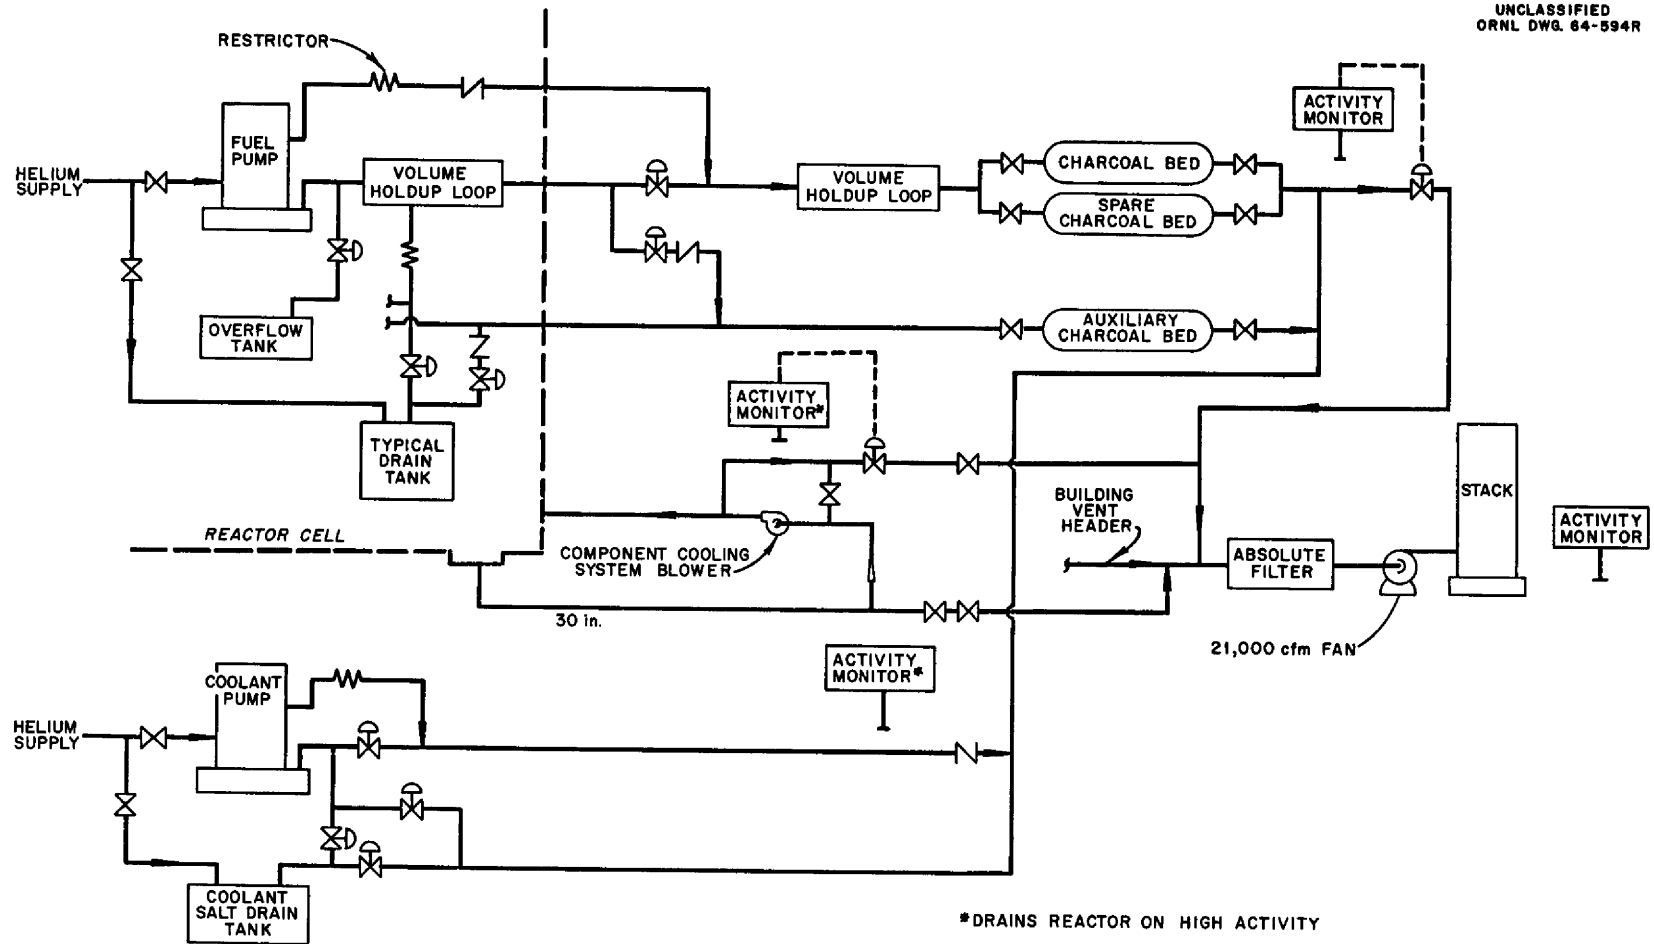 UNCLASSIFIED
ORNL DWG. 64-594R
RESTRICTOR
ACTIVITY
MONITOR
FUEL
PUMP
HELIUM
SUPPLY
VOLUME
HOLDUP LOOP
VOLUME
HOLDUP LOOP
CHARCOAL BED
SPARE
CHARCOAL BED
OVERFLOW
TANK
AUXILIARY
CHARCOAL BED
ACTIVITY
MONITOR*
TYPICAL
DRAIN
TANK
STACK
BUILDING
VENT
HEADER
ACTIVITY
MONITOR
REACTOR CELL
COMPONENT COOLING
SYSTEM BLOWER
ABSOLUTE
FILTER
30 in.
21,000 cfm FAN
ACTIVITY
MONITOR*
COOLANT
PUMP
HELIUM
SUPPLY
COOLANT
SALT DRAIN
TANK
*DRAINS REACTOR ON HIGH ACTIVITY